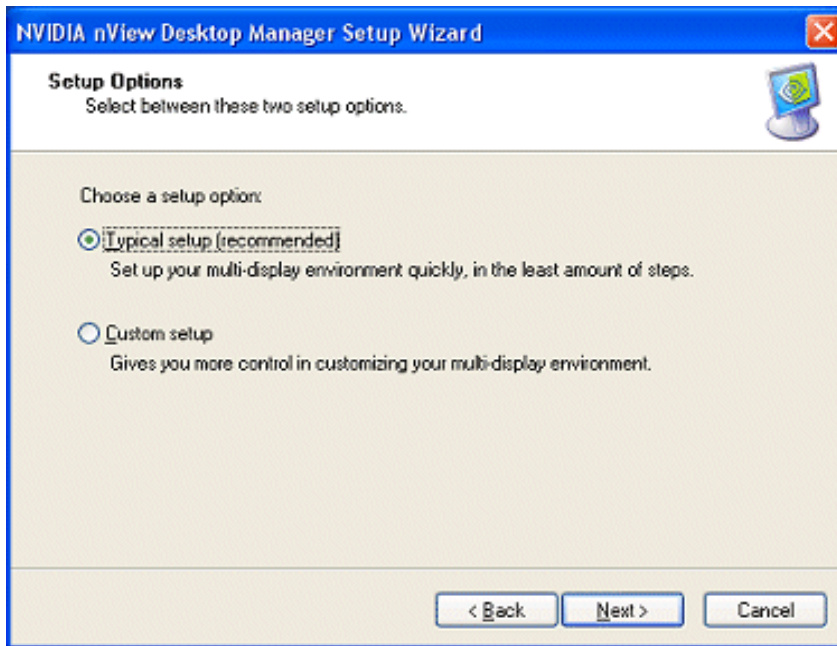 NVIDIA nView Desktop Manager Setup Wizard
Setup Options
Select between these two setup options.
Choose a setup option:
Typical setup (recommended)
Set up your multi-display environment quickly, in the least amount of steps.
Custom setup
Gives you more control in customizing your multi-display environment.
< Back
Next >
Cancel